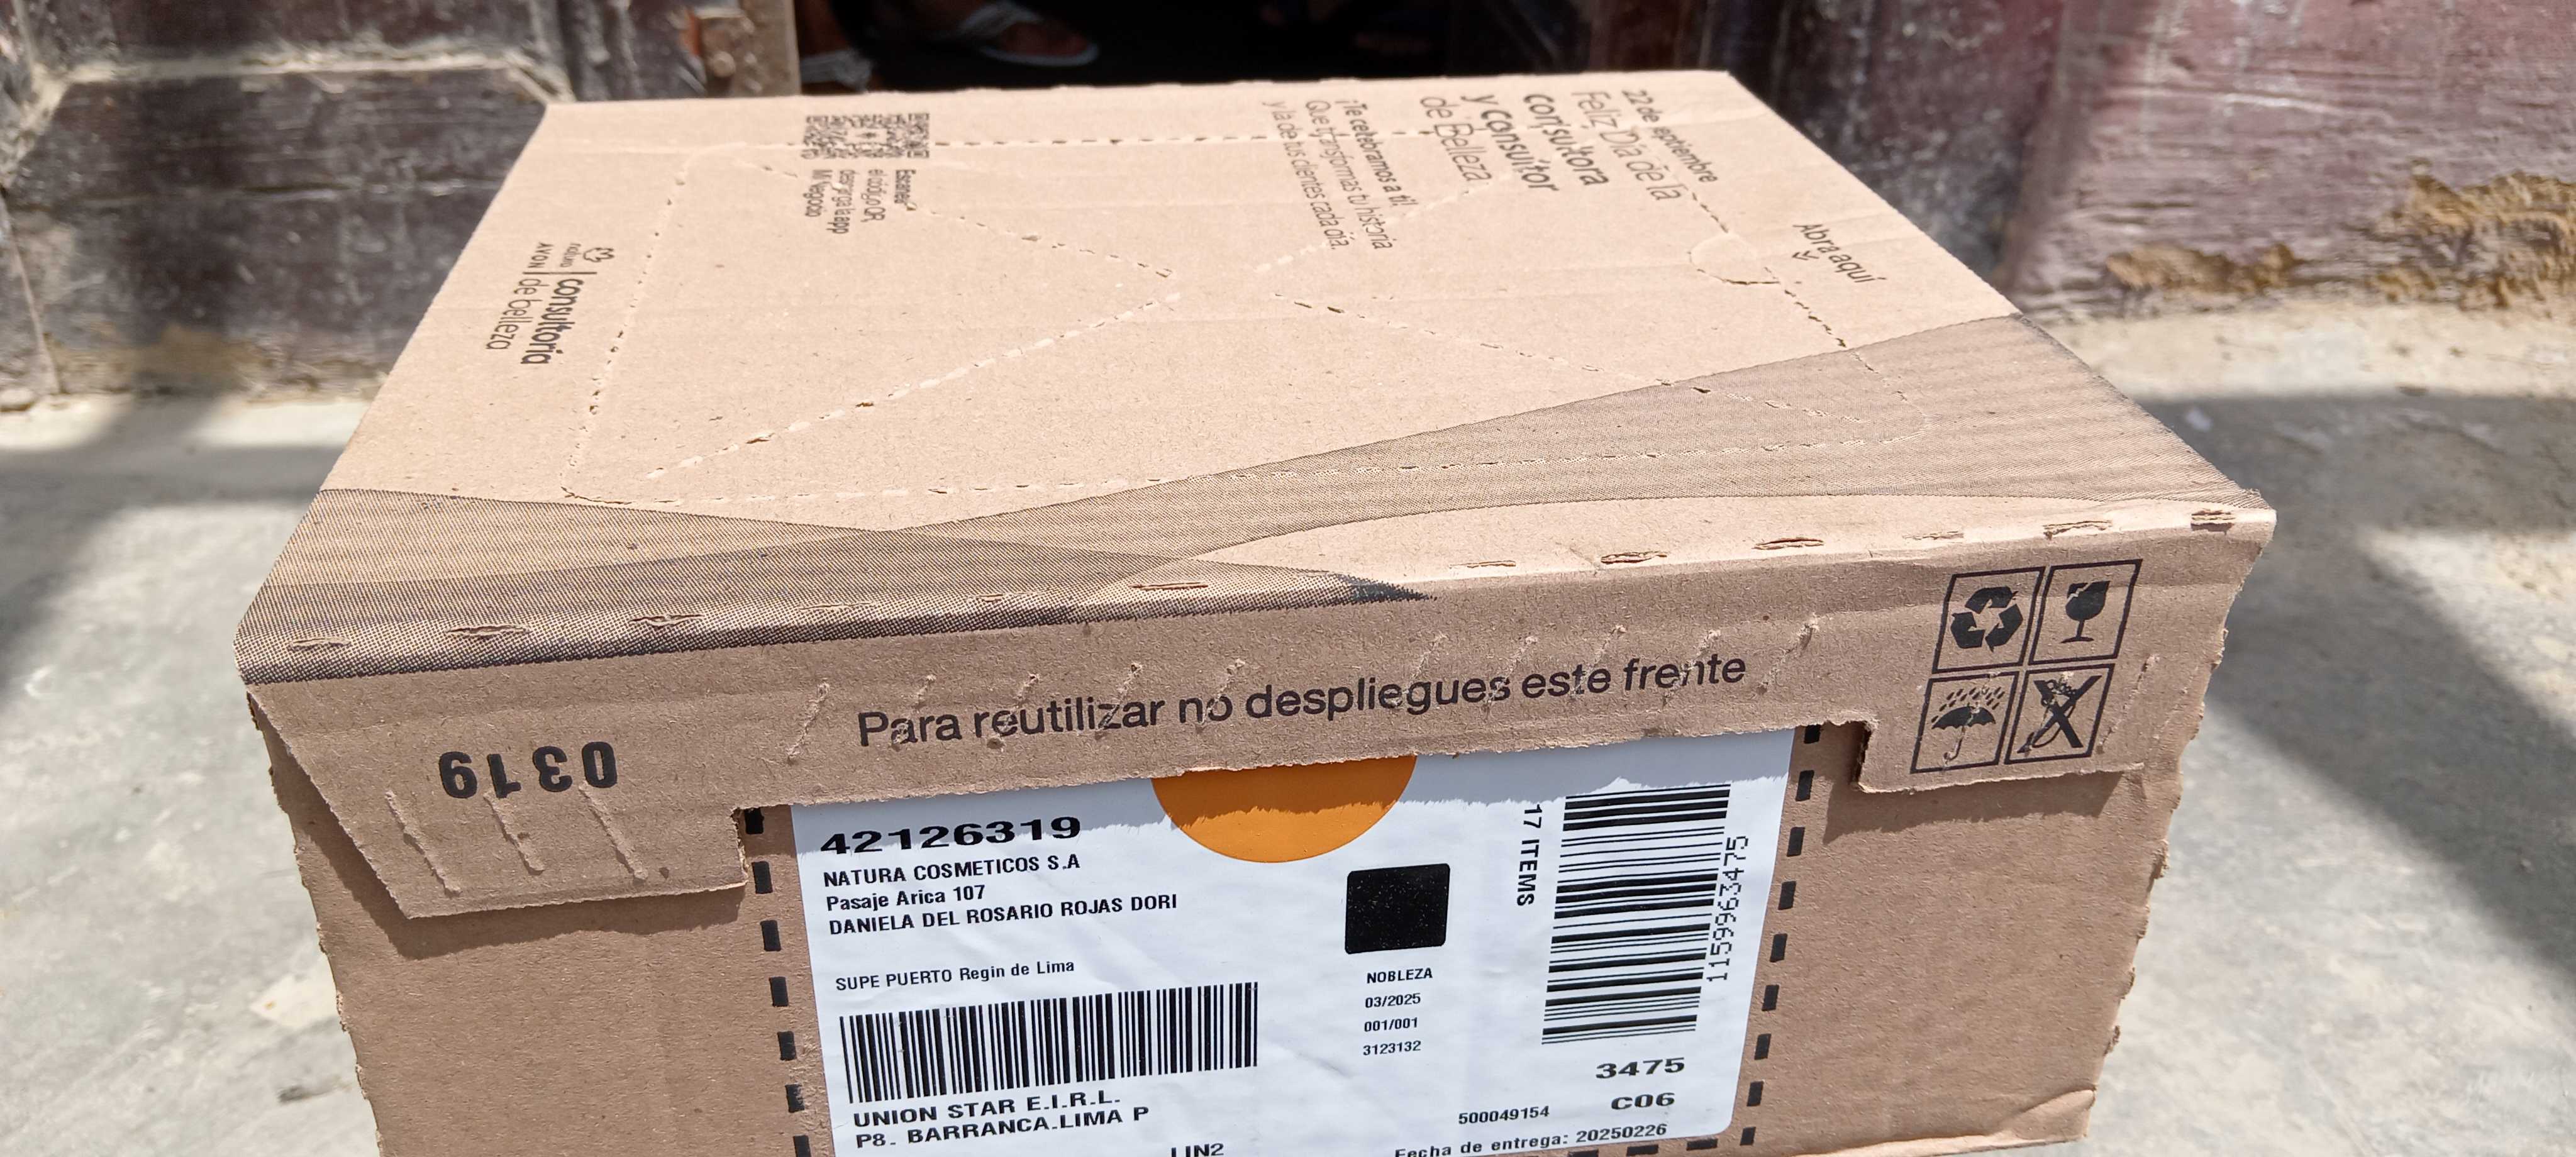 22 de septiembre
Feliz Día de la
consultora
y consultor
de Belleza
¡Te celebramos a ti!
Que transformas tu historia
y la de tus clientes cada día.
Abra aquí
Escanea
el código QR,
descarga la app
Mi Negocio
natura
AVON
consultoría
de belleza
Para reutilizar no despliegues este frente
0319
42126319
NATURA COSMETICOS S.A
Pasaje Arica 107
DANIELA DEL ROSARIO ROJAS DORI
SUPE PUERTO Regin de Lima
UNION STAR E.I.R.L.
P8. BARRANCA.LIMA P
LIN2
NOBLEZA
03/2025
001/001
3123132
17 ITEMS
11599963475
3475
C06
500049154
Fecha de entrega: 20250226